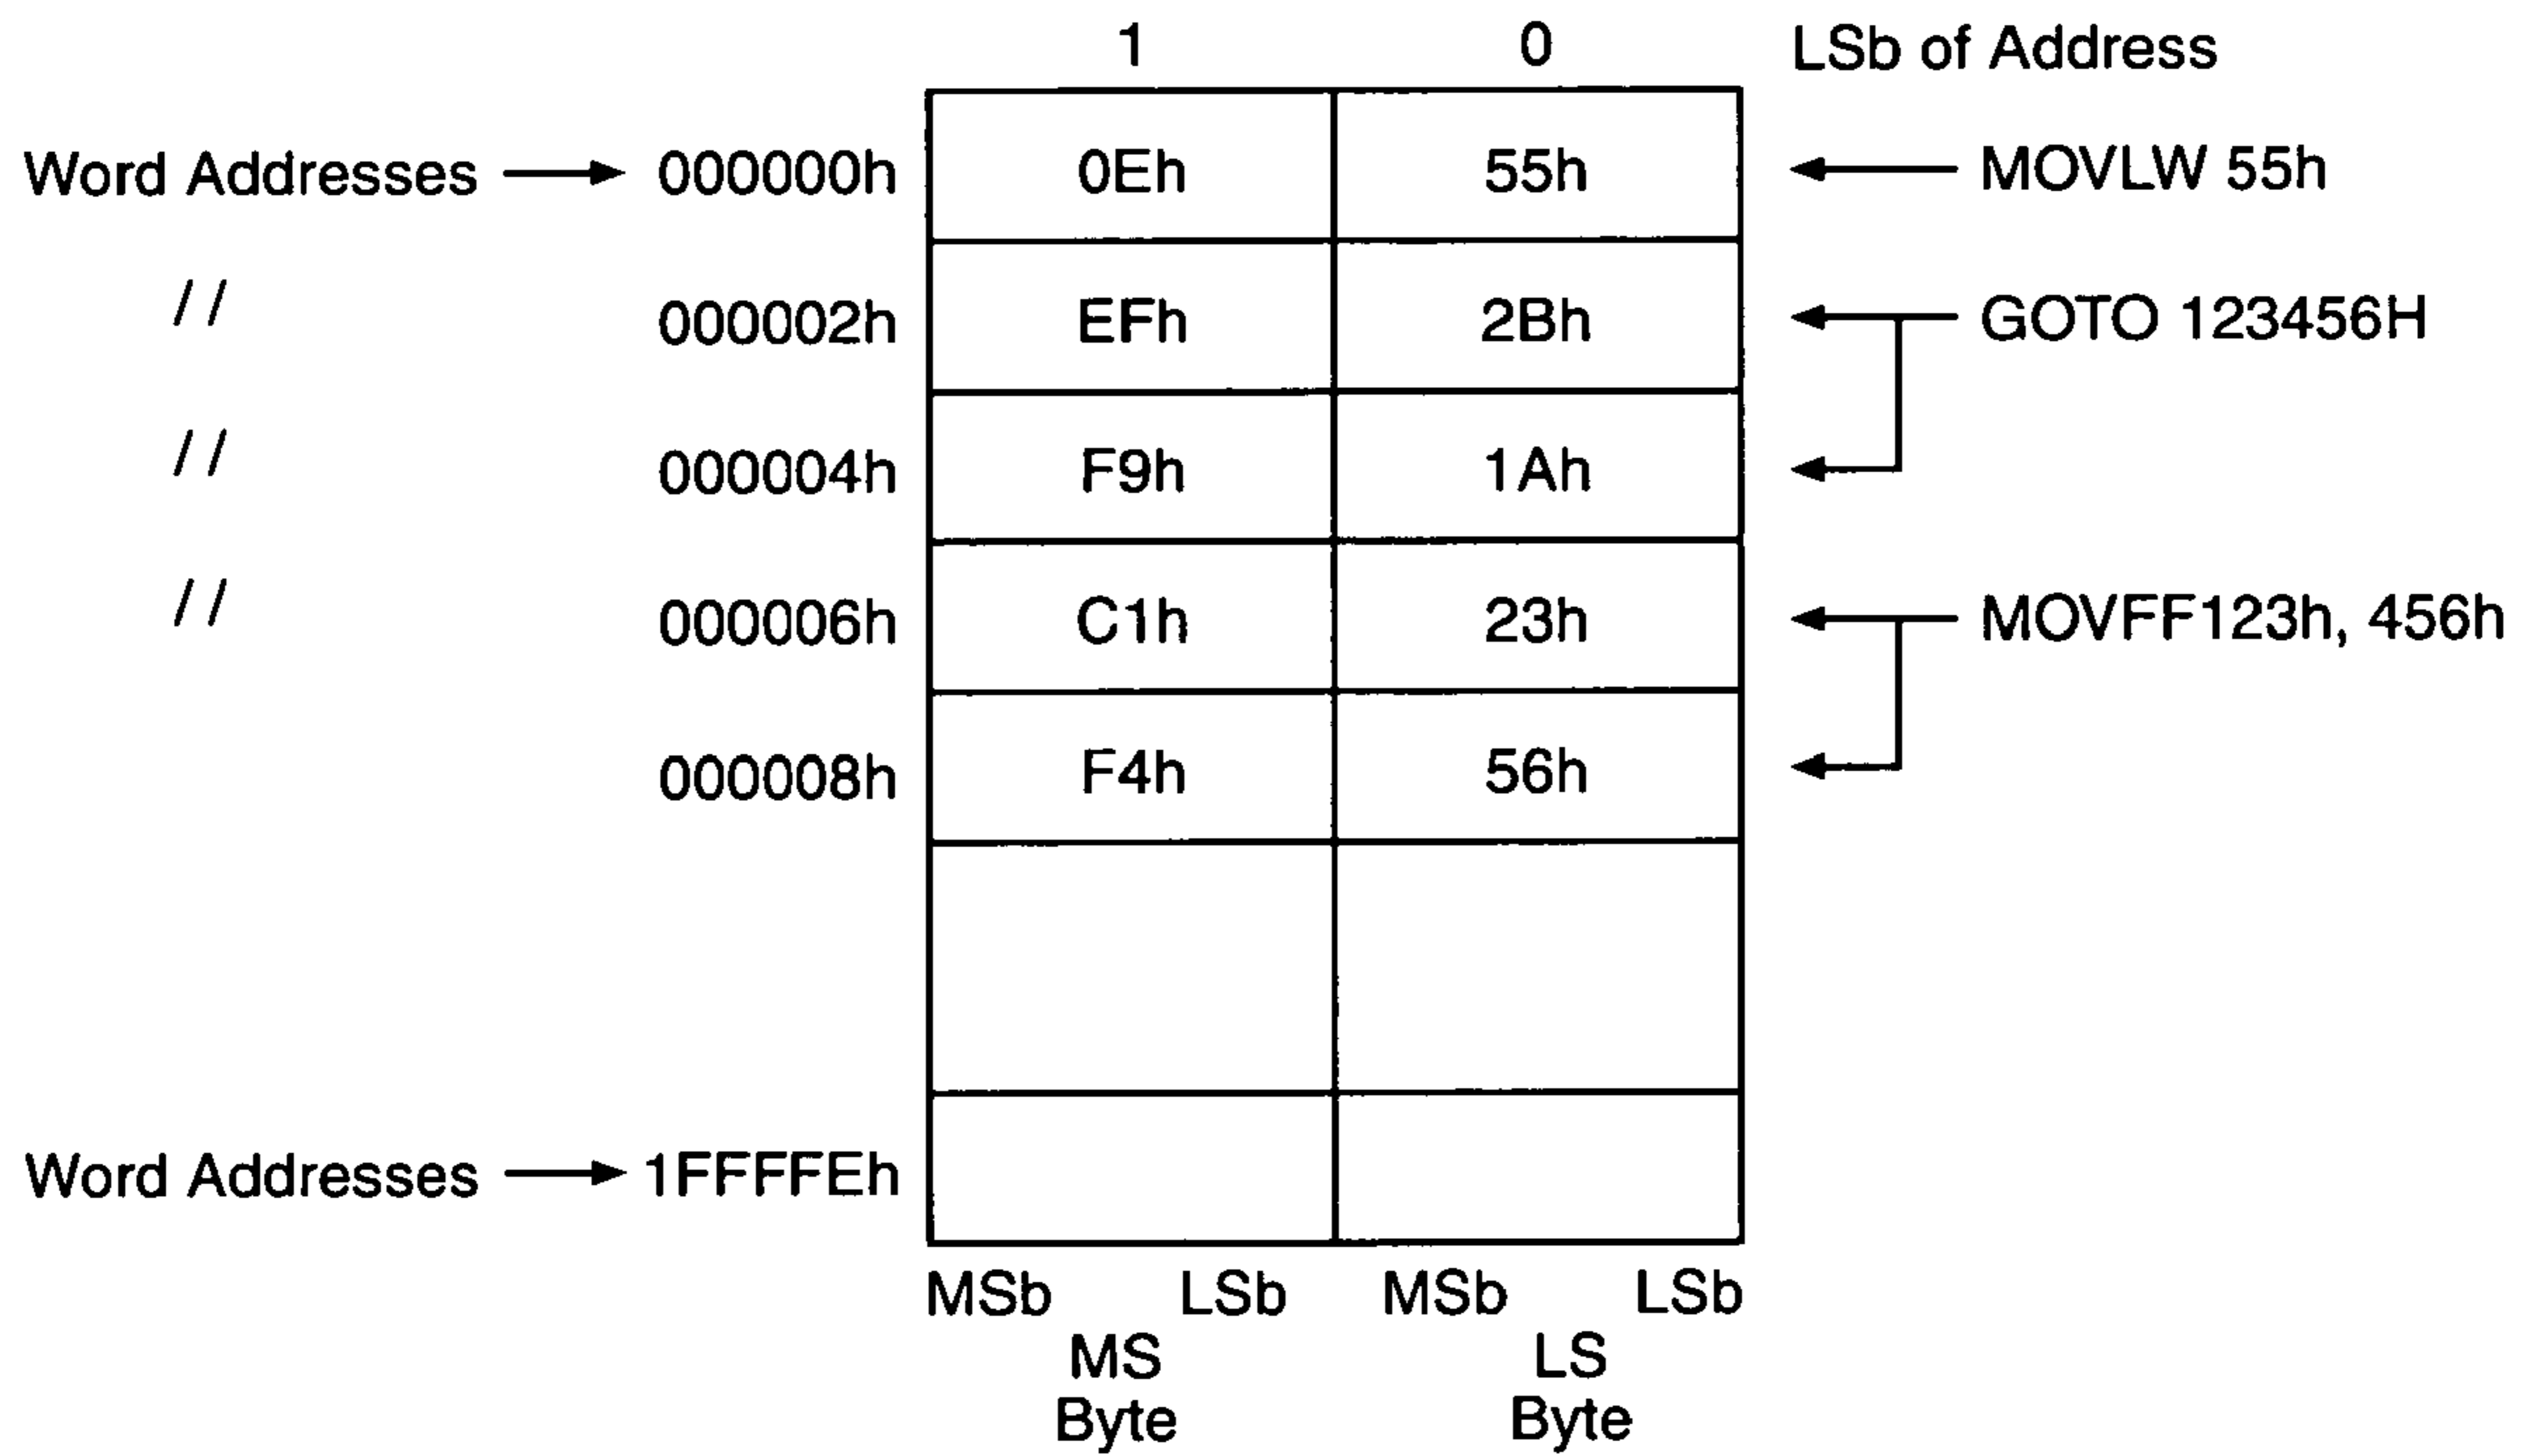 1 0 LSb of Address
Word Addresses 000000h 0Eh 55h MOVLW 55h
// 000002h EFh 2Bh GOTO 123456H
// 000004h F9h 1Ah
// 000006h C1h 23h MOVFF123h, 456h
000008h F4h 56h
Word Addresses 1FFFFEh
MSb LSb MSb LSb
MS LS
Byte Byte